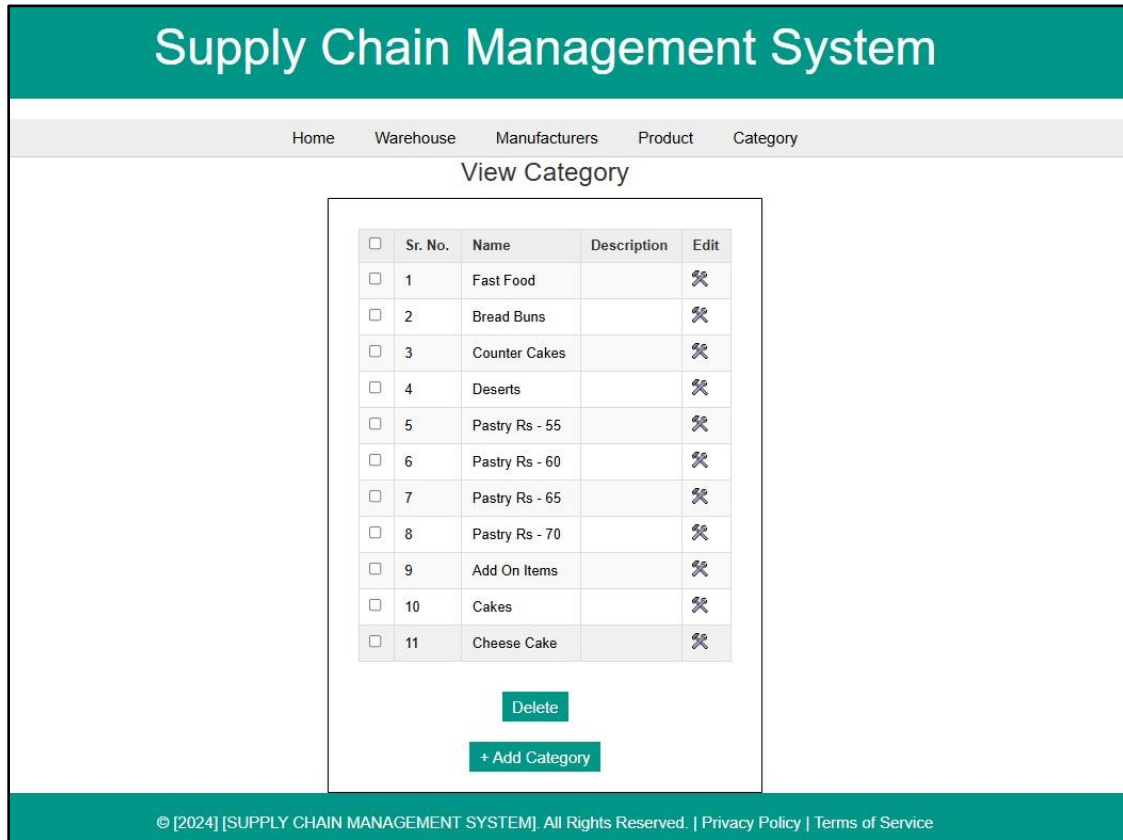 Supply Chain Management System
Home Warehouse Manufacturers Product Category
View Category
Sr. No. Name Description Edit
1 Fast Food
2 Bread Buns
3 Counter Cakes
4 Deserts
5 Pastry Rs - 55
6 Pastry Rs - 60
7 Pastry Rs - 65
8 Pastry Rs - 70
9 Add On Items
10 Cakes
11 Cheese Cake
Delete
+ Add Category
© [2024] [SUPPLY CHAIN MANAGEMENT SYSTEM]. All Rights Reserved. | Privacy Policy | Terms of Service